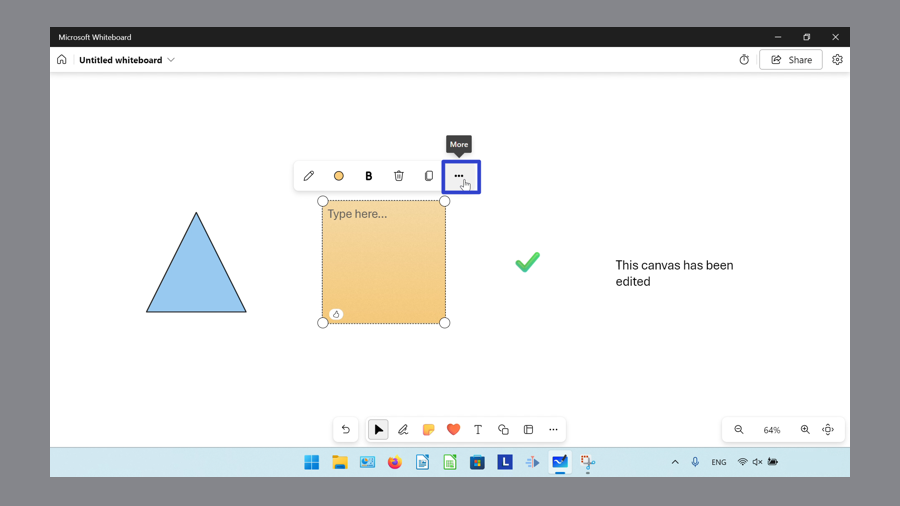 Microsoft Whiteboard
Untitled whiteboard
Share
More
B
Type here...
This canvas has been
edited
T
64%
L
ENG